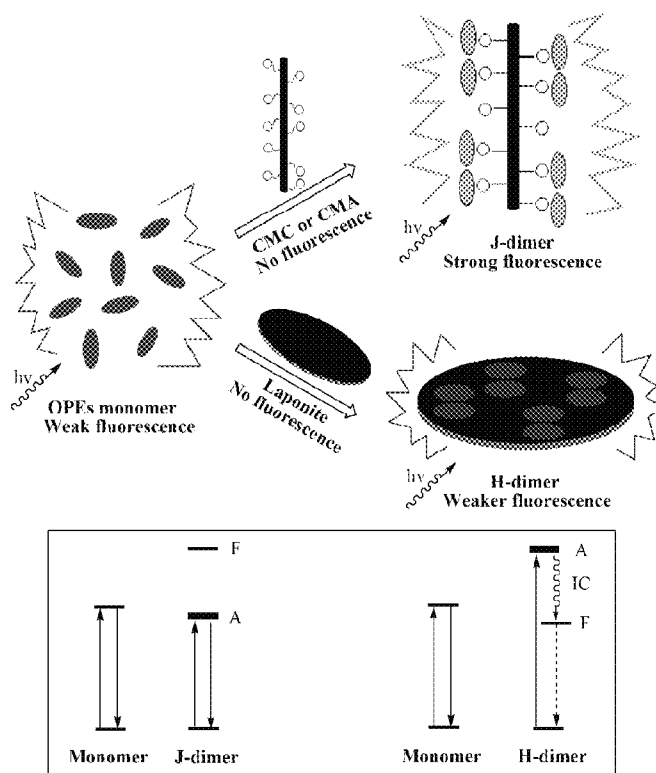 CMC or CMA
No fluorescence
hν
J-dimer
Strong fluorescence
hν
OPEs monomer
Weak fluorescence
Laponite
No fluorescence
hν
H-dimer
Weaker fluorescence
F
A
Monomer
J-dimer
A
IC
F
Monomer
H-dimer